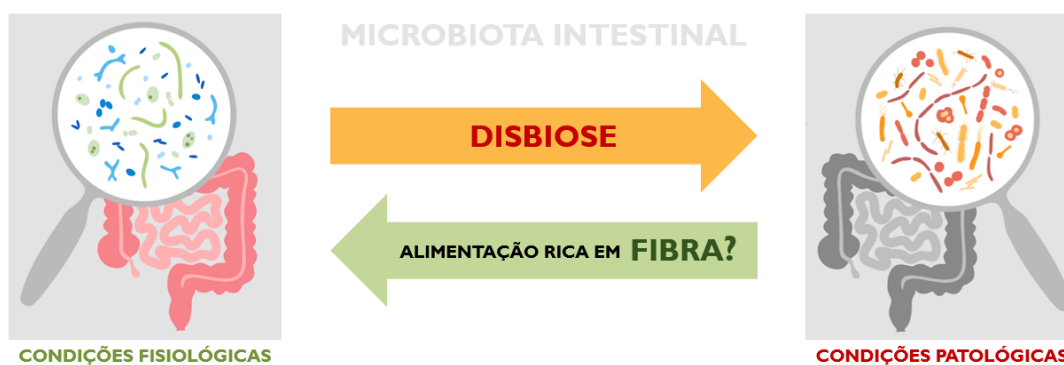 MICROBIOTA INTESTINAL
DISBIOSE
ALIMENTAÇÃO RICA EM FIBRA?
CONDIÇÕES FISIOLÓGICAS
CONDIÇÕES PATOLÓGICAS